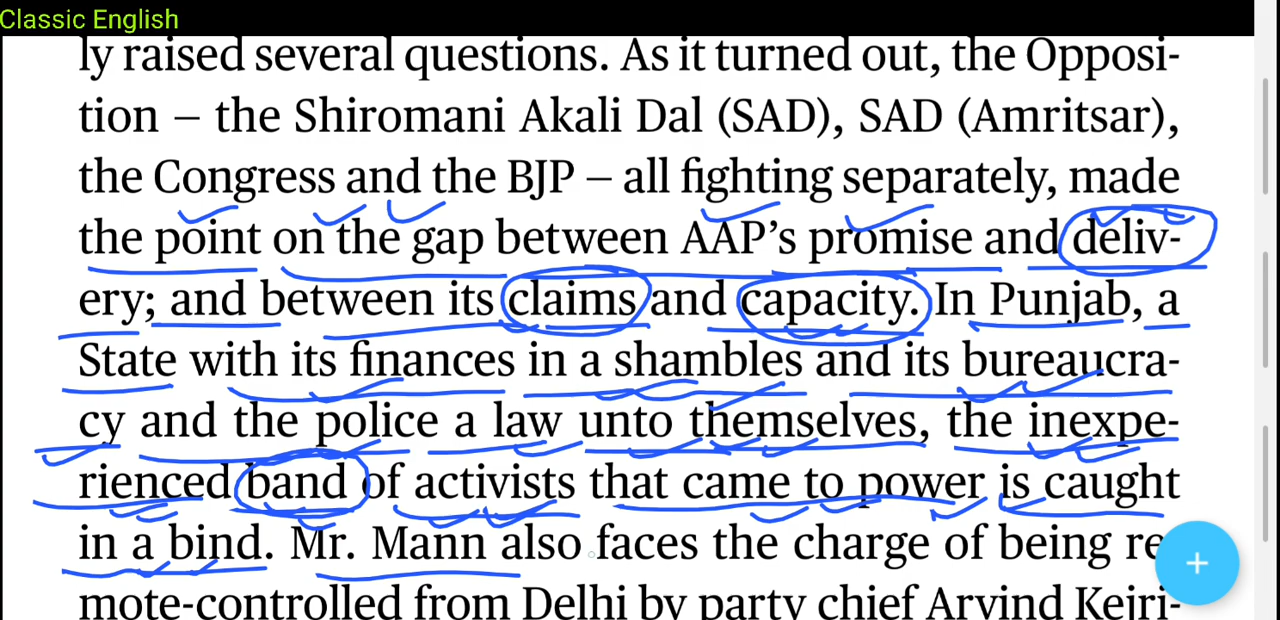 Classic English
ly raised several questions. As it turned out, the Opposi-
tion – the Shiromani Akali Dal (SAD), SAD (Amritsar),
the Congress and the BJP – all fighting separately, made
the point on the gap between AAP’s promise and deliv-
ery; and between its claims and capacity. In Punjab, a
State with its finances in a shambles and its bureaucra-
cy and the police a law unto themselves, the inexpe-
rienced band of activists that came to power is caught
in a bind. Mr. Mann also faces the charge of being re
mote-controlled from Delhi by party chief Arvind Kejri-